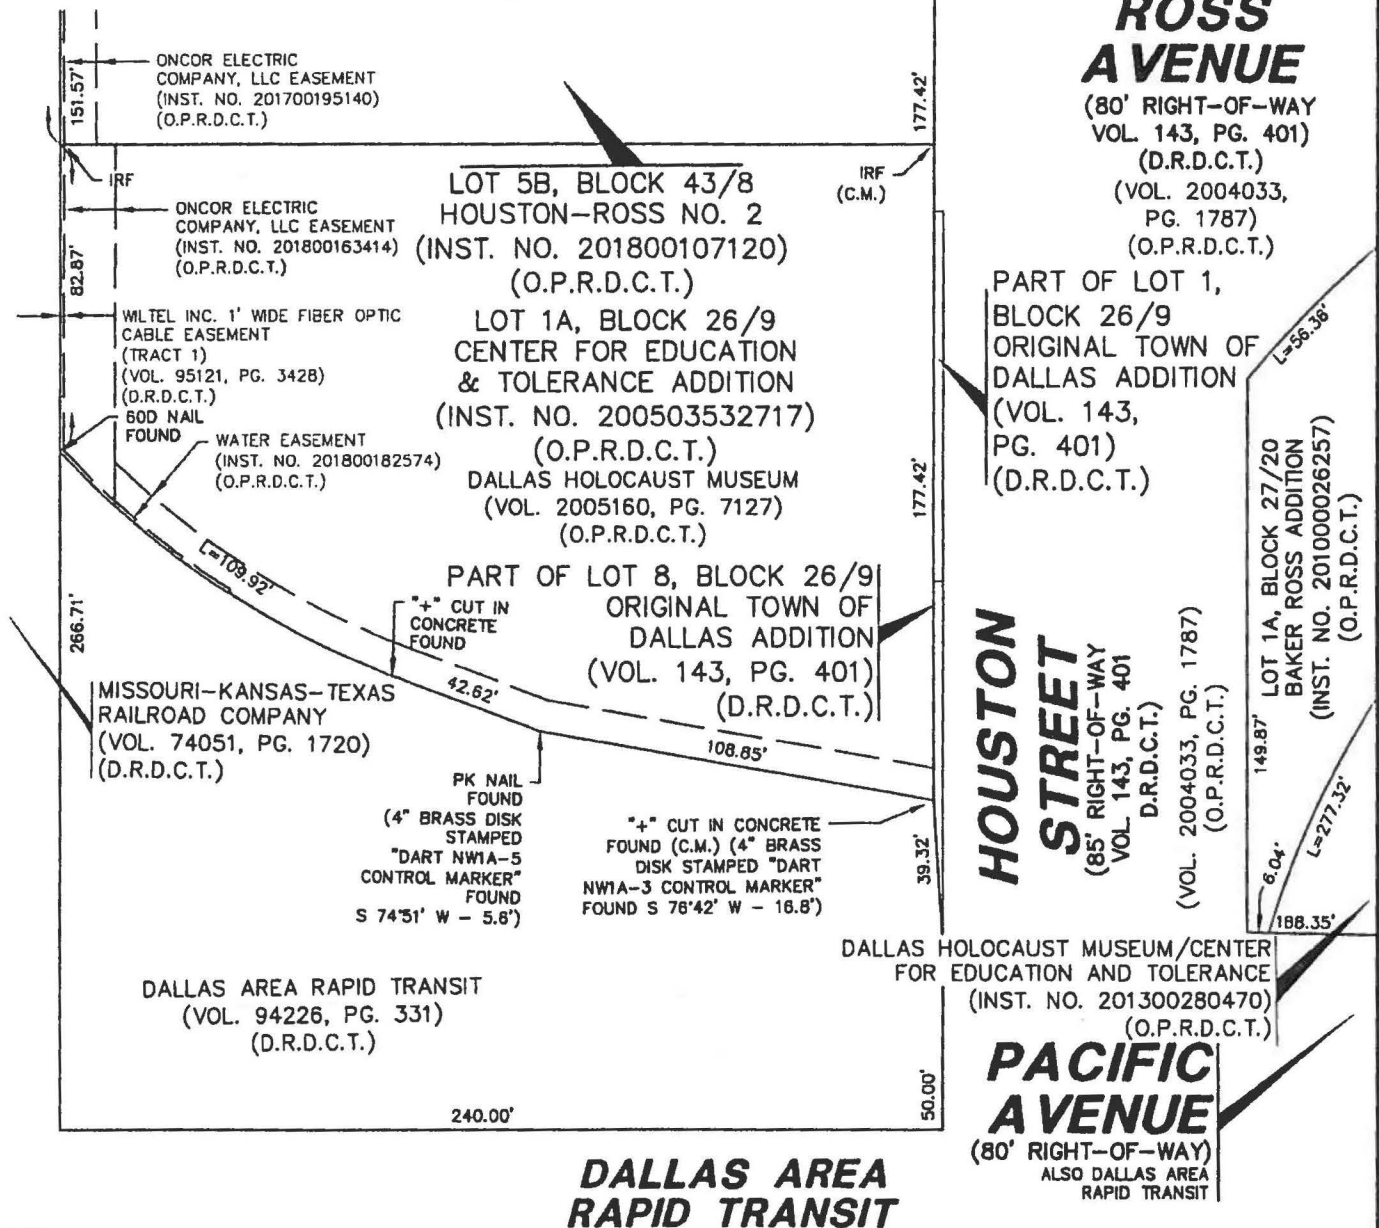 ROSS
AVENUE
(80' RIGHT-OF-WAY
VOL. 143, PG. 401)
(D.R.D.C.T.)
(VOL. 2004033,
PG. 1787)
(O.P.R.D.C.T.)
151.57'
ONCOR ELECTRIC
COMPANY, LLC EASEMENT
(INST. NO. 201700195140)
(O.P.R.D.C.T.)
177.42'
IRF
IRF
(C.M.)
LOT 5B, BLOCK 43/8
HOUSTON-ROSS NO. 2
(INST. NO. 201800107120)
(O.P.R.D.C.T.)
82.87'
ONCOR ELECTRIC
COMPANY, LLC EASEMENT
(INST. NO. 201800163414)
(O.P.R.D.C.T.)
WILTEL INC. 1' WIDE FIBER OPTIC
CABLE EASEMENT
(TRACT 1)
(VOL. 95121, PG. 3428)
(D.R.D.C.T.)
60D NAIL
FOUND
LOT 1A, BLOCK 26/9
CENTER FOR EDUCATION
& TOLERANCE ADDITION
(INST. NO. 200503532717)
(O.P.R.D.C.T.)
DALLAS HOLOCAUST MUSEUM
(VOL. 2005160, PG. 7127)
(O.P.R.D.C.T.)
PART OF LOT 1,
BLOCK 26/9
ORIGINAL TOWN OF
DALLAS ADDITION
(VOL. 143,
PG. 401)
(D.R.D.C.T.)
L=56.36'
WATER EASEMENT
(INST. NO. 201800182574)
(O.P.R.D.C.T.)
177.42'
LOT 1A, BLOCK 27/20
BAKER ROSS ADDITION
(INST. NO. 201000026257)
(O.P.R.D.C.T.)
L=109.92'
266.71'
"+" CUT IN
CONCRETE
FOUND
PART OF LOT 8, BLOCK 26/9
ORIGINAL TOWN OF
DALLAS ADDITION
(VOL. 143, PG. 401)
(D.R.D.C.T.)
42.62'
108.85'
MISSOURI-KANSAS-TEXAS
RAILROAD COMPANY
(VOL. 74051, PG. 1720)
(D.R.D.C.T.)
HOUSTON
STREET
(85' RIGHT-OF-WAY
VOL. 143, PG. 401
D.R.D.C.T.)
(VOL. 2004033, PG. 1787)
(O.P.R.D.C.T.)
149.87'
L=277.32'
6.04'
188.35'
PK NAIL
FOUND
(4" BRASS DISK
STAMPED
"DART NW1A-5
CONTROL MARKER"
FOUND
S 74°51' W - 5.6')
"+" CUT IN CONCRETE
FOUND (C.M.) (4" BRASS
DISK STAMPED "DART
NW1A-3 CONTROL MARKER"
FOUND S 76°42' W - 16.8')
39.32'
DALLAS HOLOCAUST MUSEUM/CENTER
FOR EDUCATION AND TOLERANCE
(INST. NO. 201300280470)
(O.P.R.D.C.T.)
DALLAS AREA RAPID TRANSIT
(VOL. 94226, PG. 331)
(D.R.D.C.T.)
PACIFIC
AVENUE
(80' RIGHT-OF-WAY)
ALSO DALLAS AREA
RAPID TRANSIT
50.00'
240.00'
DALLAS AREA
RAPID TRANSIT